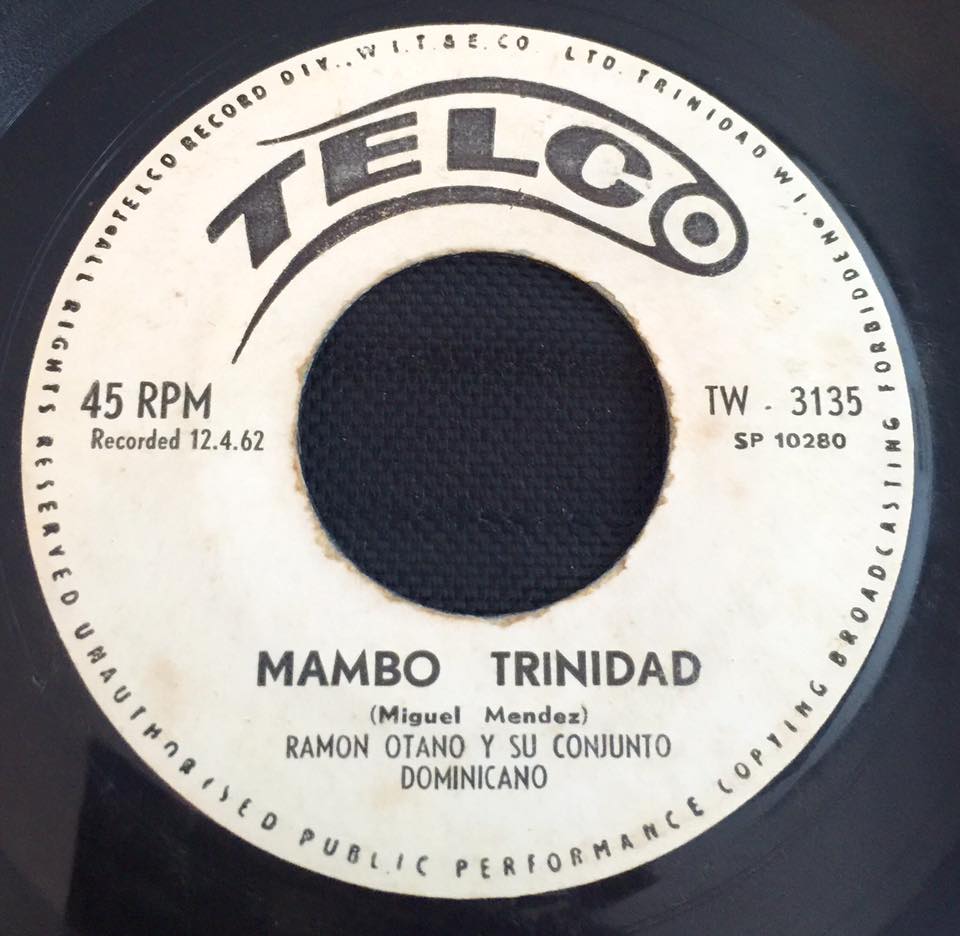 TELCO RECORD DIV., W.I.T. & E. CO. LTD. TRINIDAD W.I.
TELCO
45 RPM
Recorded 12.4.62
TW - 3135
SP 10280
MAMBO TRINIDAD
(Miguel Mendez)
RAMON OTANO Y SU CONJUNTO
DOMINICANO
ALL RIGHTS RESERVED UNAUTHORISED PUBLIC PERFORMANCE COPYING BROADCASTING FORBIDDEN